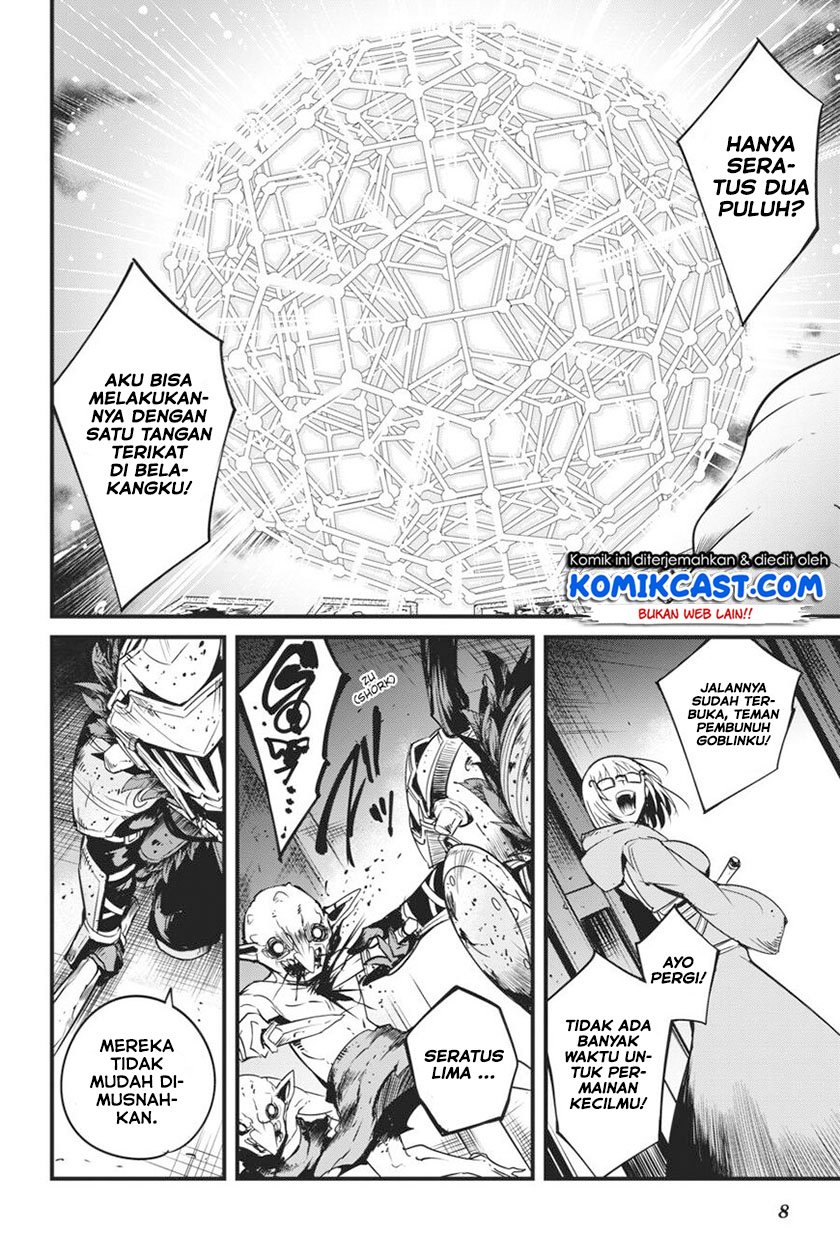 HANYA
SERA-
TUS DUA
PULUH?
AKU BISA
MELAKUKAN-
NYA DENGAN
SATU TANGAN
TERIKAT
DI BELA-
KANGKU!
Komik ini diterjemahkan & diedit oleh
KOMIKCAST.COM
BUKAN WEB LAIN!!
JALANNYA
SUDAH TER-
BUKA, TEMAN
PEMBUNUH
GOBLINKU!
AYO
PERGI!
TIDAK ADA
BANYAK
WAKTU UN-
TUK PER-
MAINAN
KECILMU!
ZU
(SHORK)
SERATUS
LIMA ...
MEREKA
TIDAK
MUDAH DI-
MUSNAH-
KAN.
8